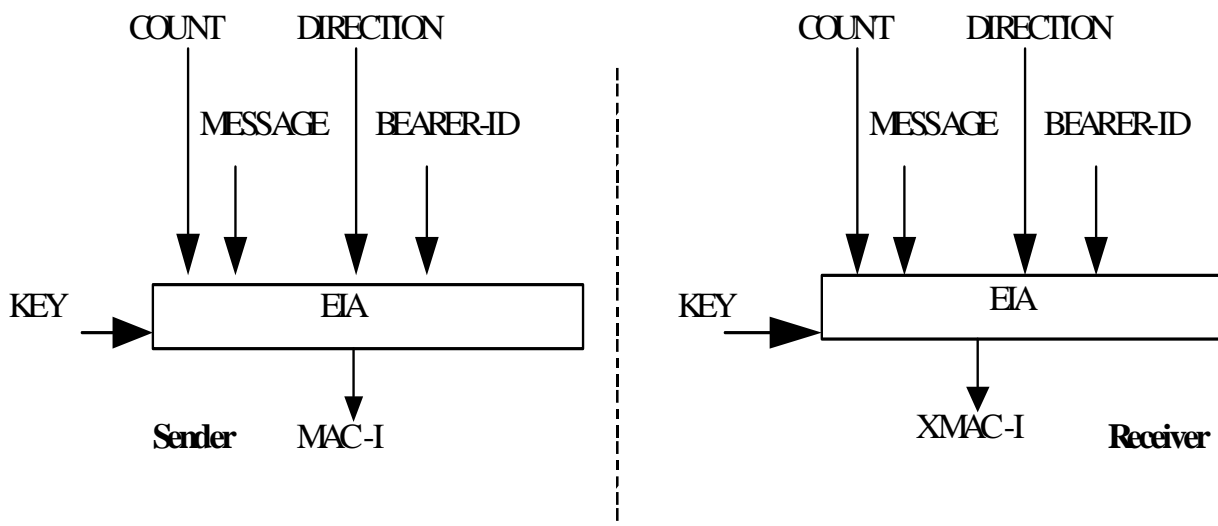 COUNT DIRECTION
MESSAGE BEARER-ID
KEY
EIA
Sender MAC-I
COUNT DIRECTION
MESSAGE BEARER-ID
KEY
EIA
XMAC-I Receiver